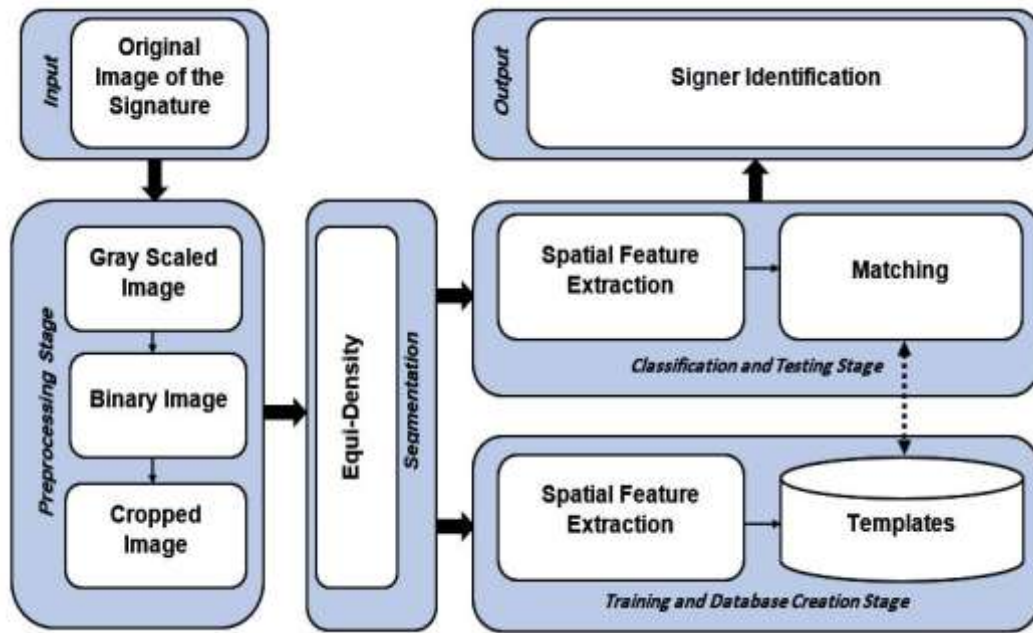 Input
Original
Image of the
Signature
Output
Signer Identification
Preprocessing Stage
Gray Scaled
Image
Binary Image
Cropped
Image
Equi-Density
Segmentation
Spatial Feature
Extraction
Matching
Classification and Testing Stage
Spatial Feature
Extraction
Templates
Training and Database Creation Stage